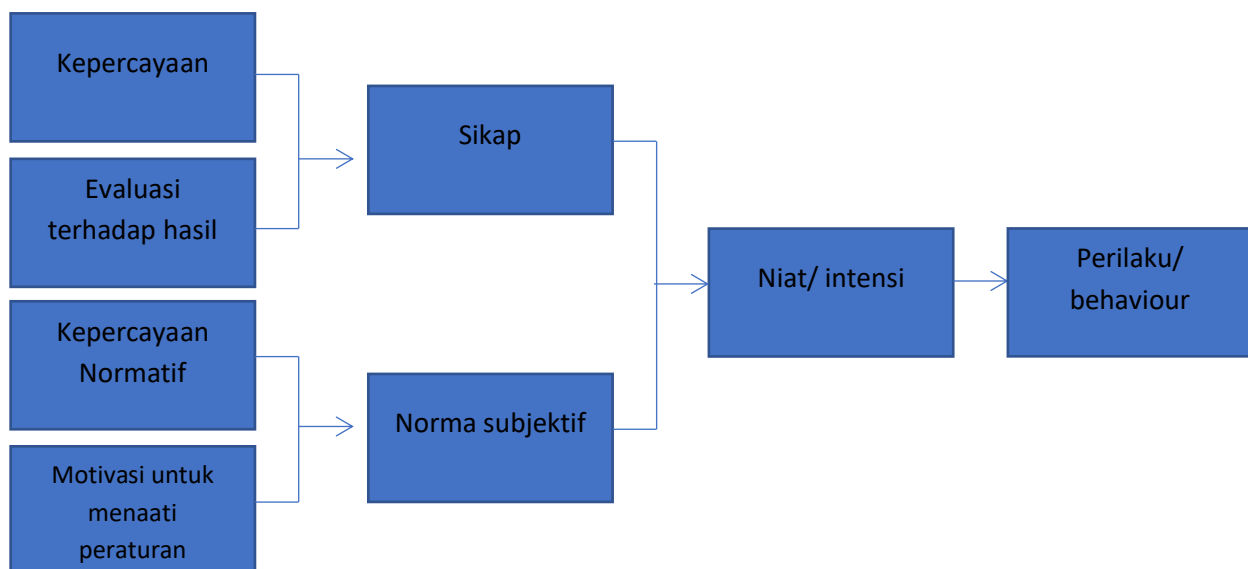 Kepercayaan
Evaluasi
terhadap hasil
Kepercayaan
Normatif
Motivasi untuk
menaati
peraturan
Sikap
Norma subjektif
Niat/ intensi
Perilaku/
behaviour